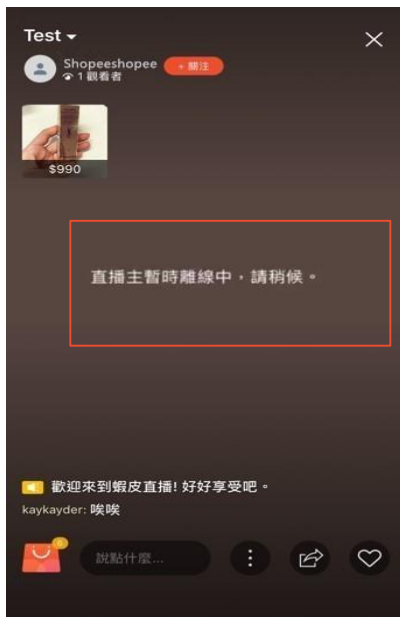 Test
Shopeeshopee
+ 關注
1 觀看者
$990
直播主暫時離線中，請稍候。
歡迎來到蝦皮直播! 好好享受吧。
kaykayder: 唉唉
說點什麼...